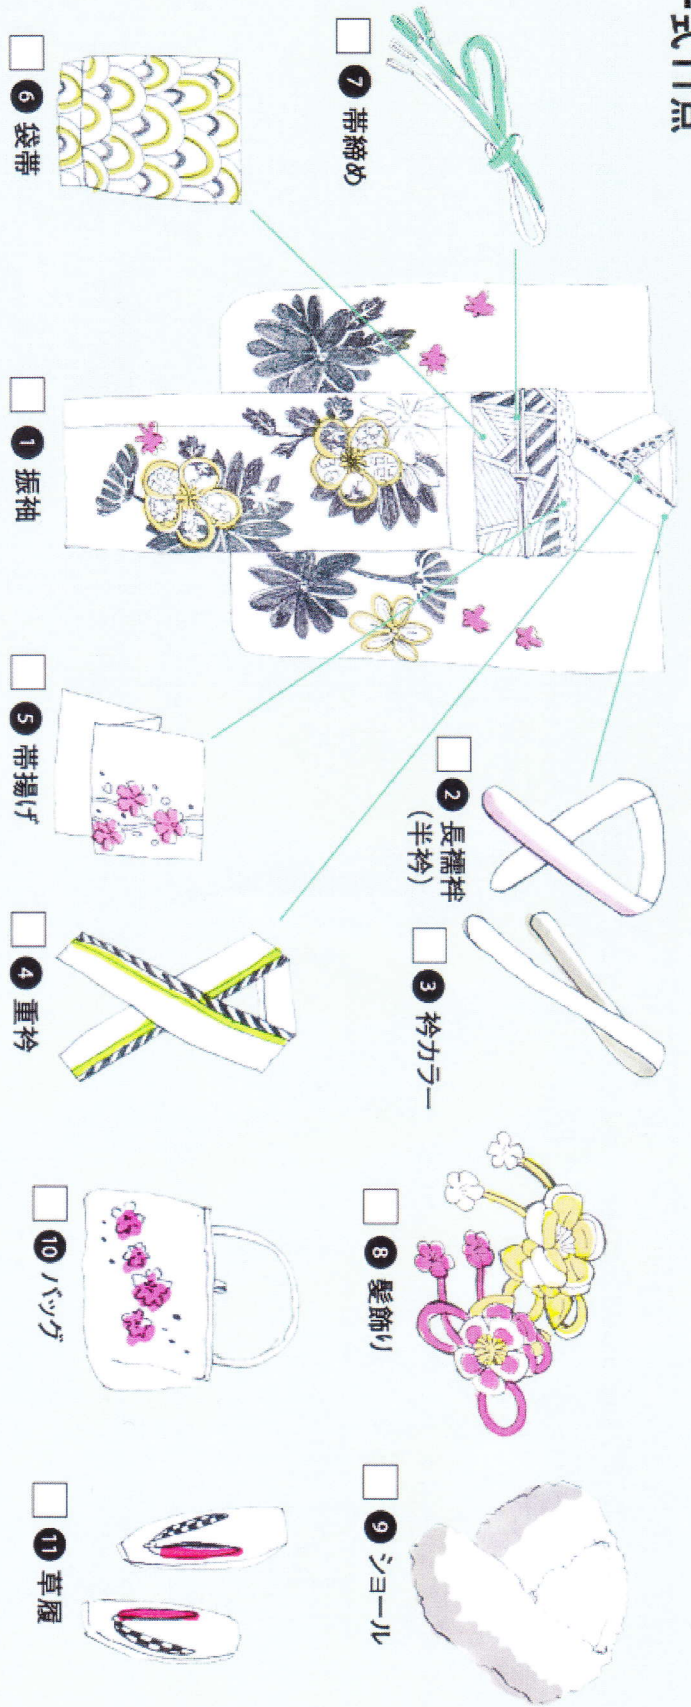 式11点
❼ 帯締め
❷ 長襦袢
(半衿)
❸ 衿カラー
❽ 髪飾り
❾ ショール
❻ 袋帯
❶ 振袖
❺ 帯揚げ
❹ 重衿
❿ バッグ
⓫ 草履